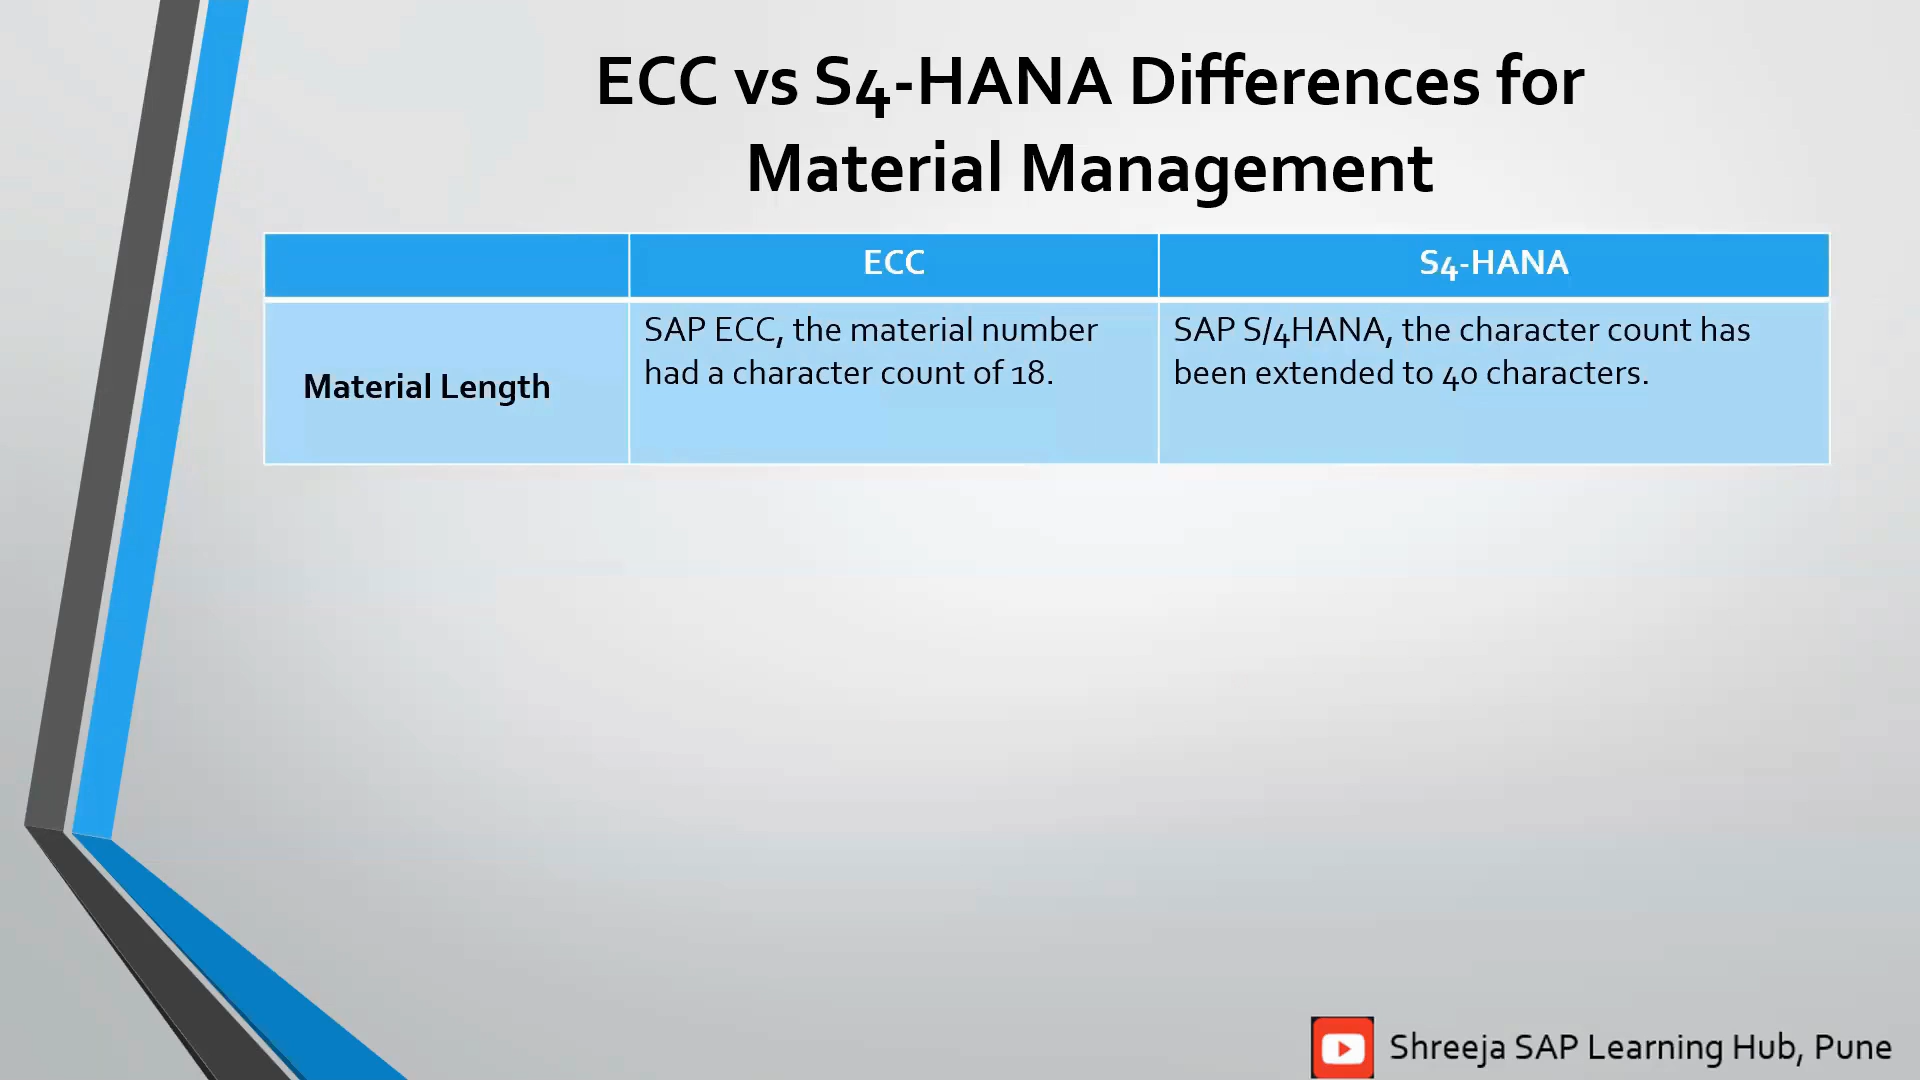 ECC vs S4-HANA Differences for
Material Management
ECC
S4-HANA
Material Length
SAP ECC, the material number
had a character count of 18.
SAP S/4HANA, the character count has
been extended to 40 characters.
Shreeja SAP Learning Hub, Pune